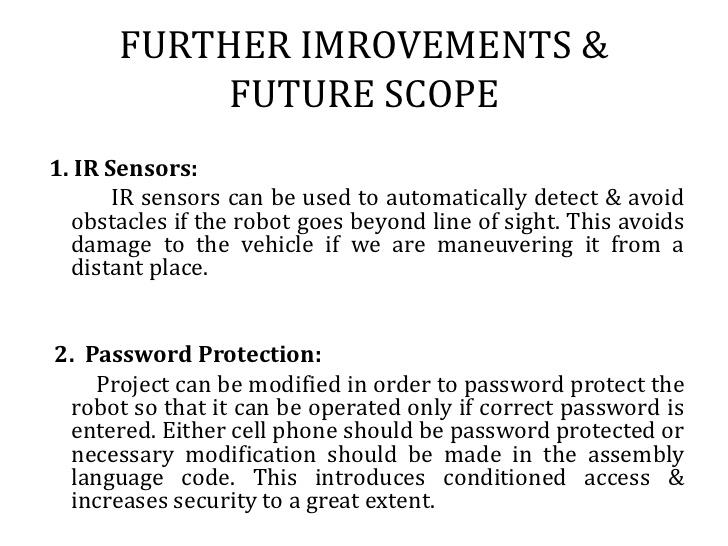 FURTHER IMROVEMENTS &
FUTURE SCOPE
1. IR Sensors:
IR sensors can be used to automatically detect & avoid
obstacles if the robot goes beyond line of sight. This avoids
damage to the vehicle if we are maneuvering it from a
distant place.
2. Password Protection:
Project can be modified in order to password protect the
robot so that it can be operated only if correct password is
entered. Either cell phone should be password protected or
necessary modification should be made in the assembly
language code. This introduces conditioned access &
increases security to a great extent.